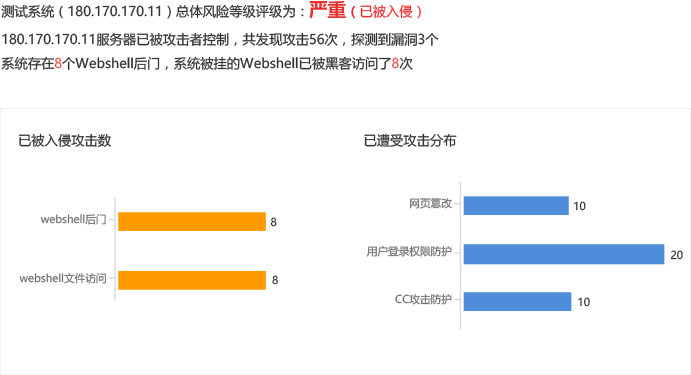 测试系统（180.170.170.11）总体风险等级评级为：严重（已被入侵）
180.170.170.11服务器已被攻击者控制，共发现攻击56次，探测到漏洞3个
系统存在8个Webshell后门，系统被挂的Webshell已被黑客访问了8次
已被入侵攻击数
webshell后门 8
webshell文件访问 8
已遭受攻击分布
网页篡改 10
用户登录权限防护 20
CC攻击防护 10